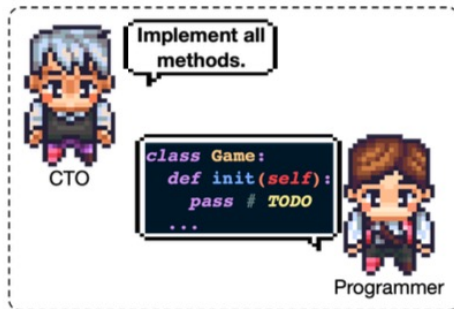 Implement all
methods.
CTO
class Game:
def init(self):
pass # TODO
...
Programmer